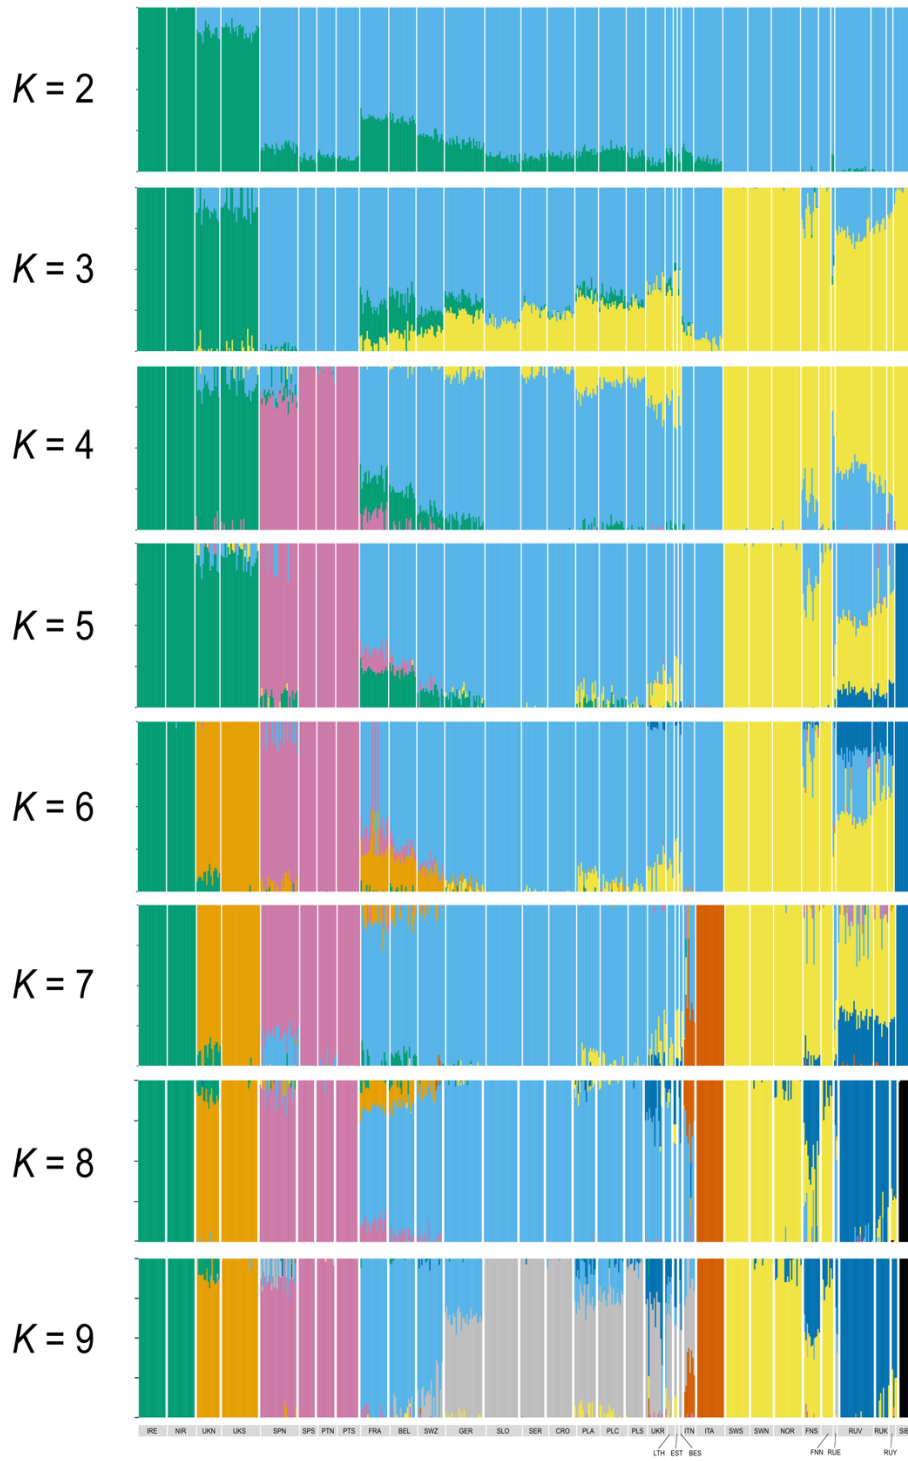 K = 2
K = 3
K = 4
K = 5
K = 6
K = 7
K = 8
K = 9
IRE NIR UKN UKS SPN SPS PTN PTS FRA BEL SWZ GER SLO SER CRO PLA PLC PLS UKR ITN ITA SWS SWN NOR FNS RUV RUK SIE
LTH EST BES FNN RUE RUY